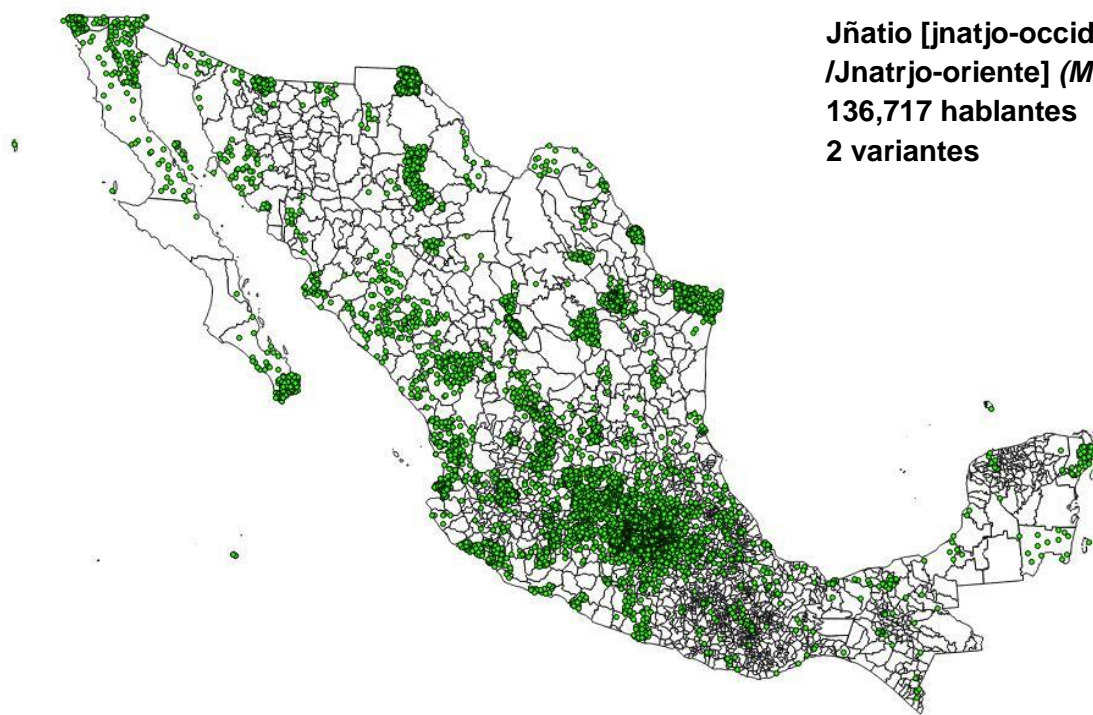 Jñatio [jnatjo-occid
/Jnatrjo-oriente] (M
136,717 hablantes
2 variantes